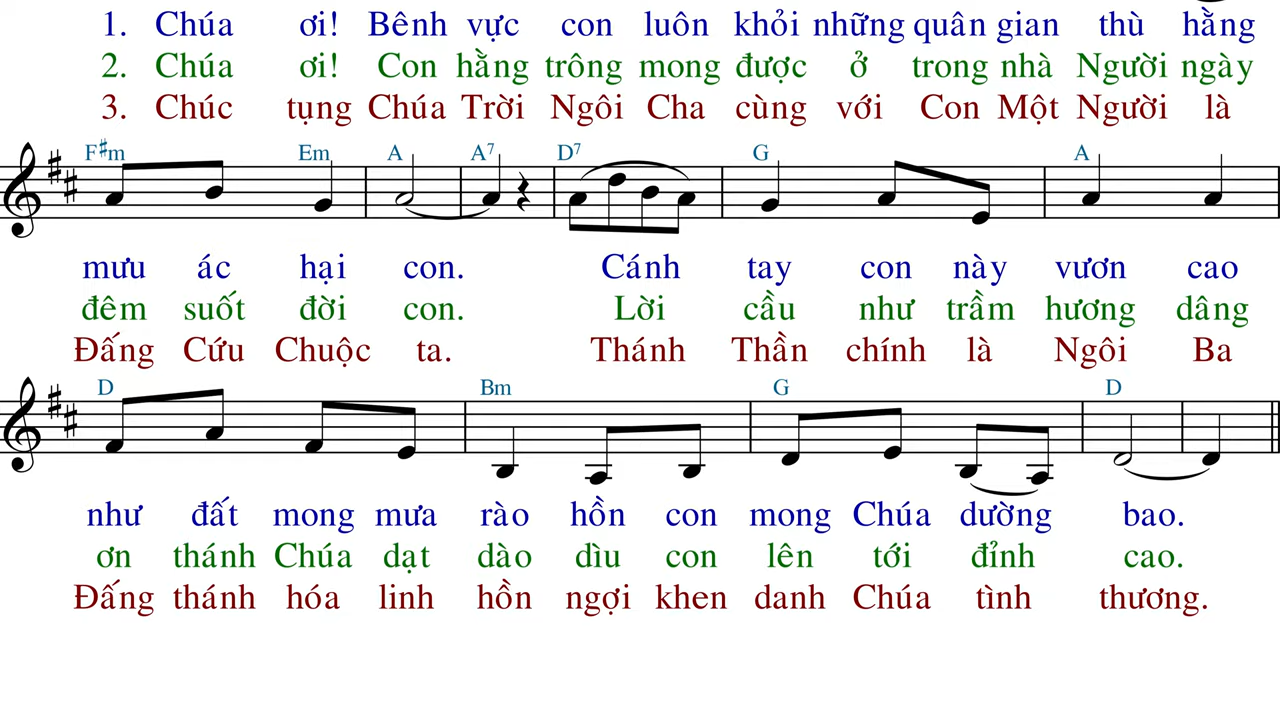 1. Chúa ơi! Bênh vực con luôn khỏi những quân gian thù hằng
2. Chúa ơi! Con hằng trông mong được ở trong nhà Người ngày
3. Chúc tụng Chúa Trời Ngôi Cha cùng với Con Một Người là
F♯m Em A A7 D7 G A
mưu ác hại con. Cánh tay con này vươn cao
đêm suốt đời con. Lời cầu như trầm hương dâng
Đấng Cứu Chuộc ta. Thánh Thần chính là Ngôi Ba
D Bm G D
như đất mong mưa rào hồn con mong Chúa dường bao.
ơn thánh Chúa dạt dào dìu con lên tới đỉnh cao.
Đấng thánh hóa linh hồn ngợi khen danh Chúa tình thương.